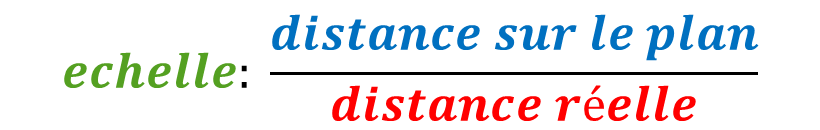 distance sur le plan
echelle:
distance réelle